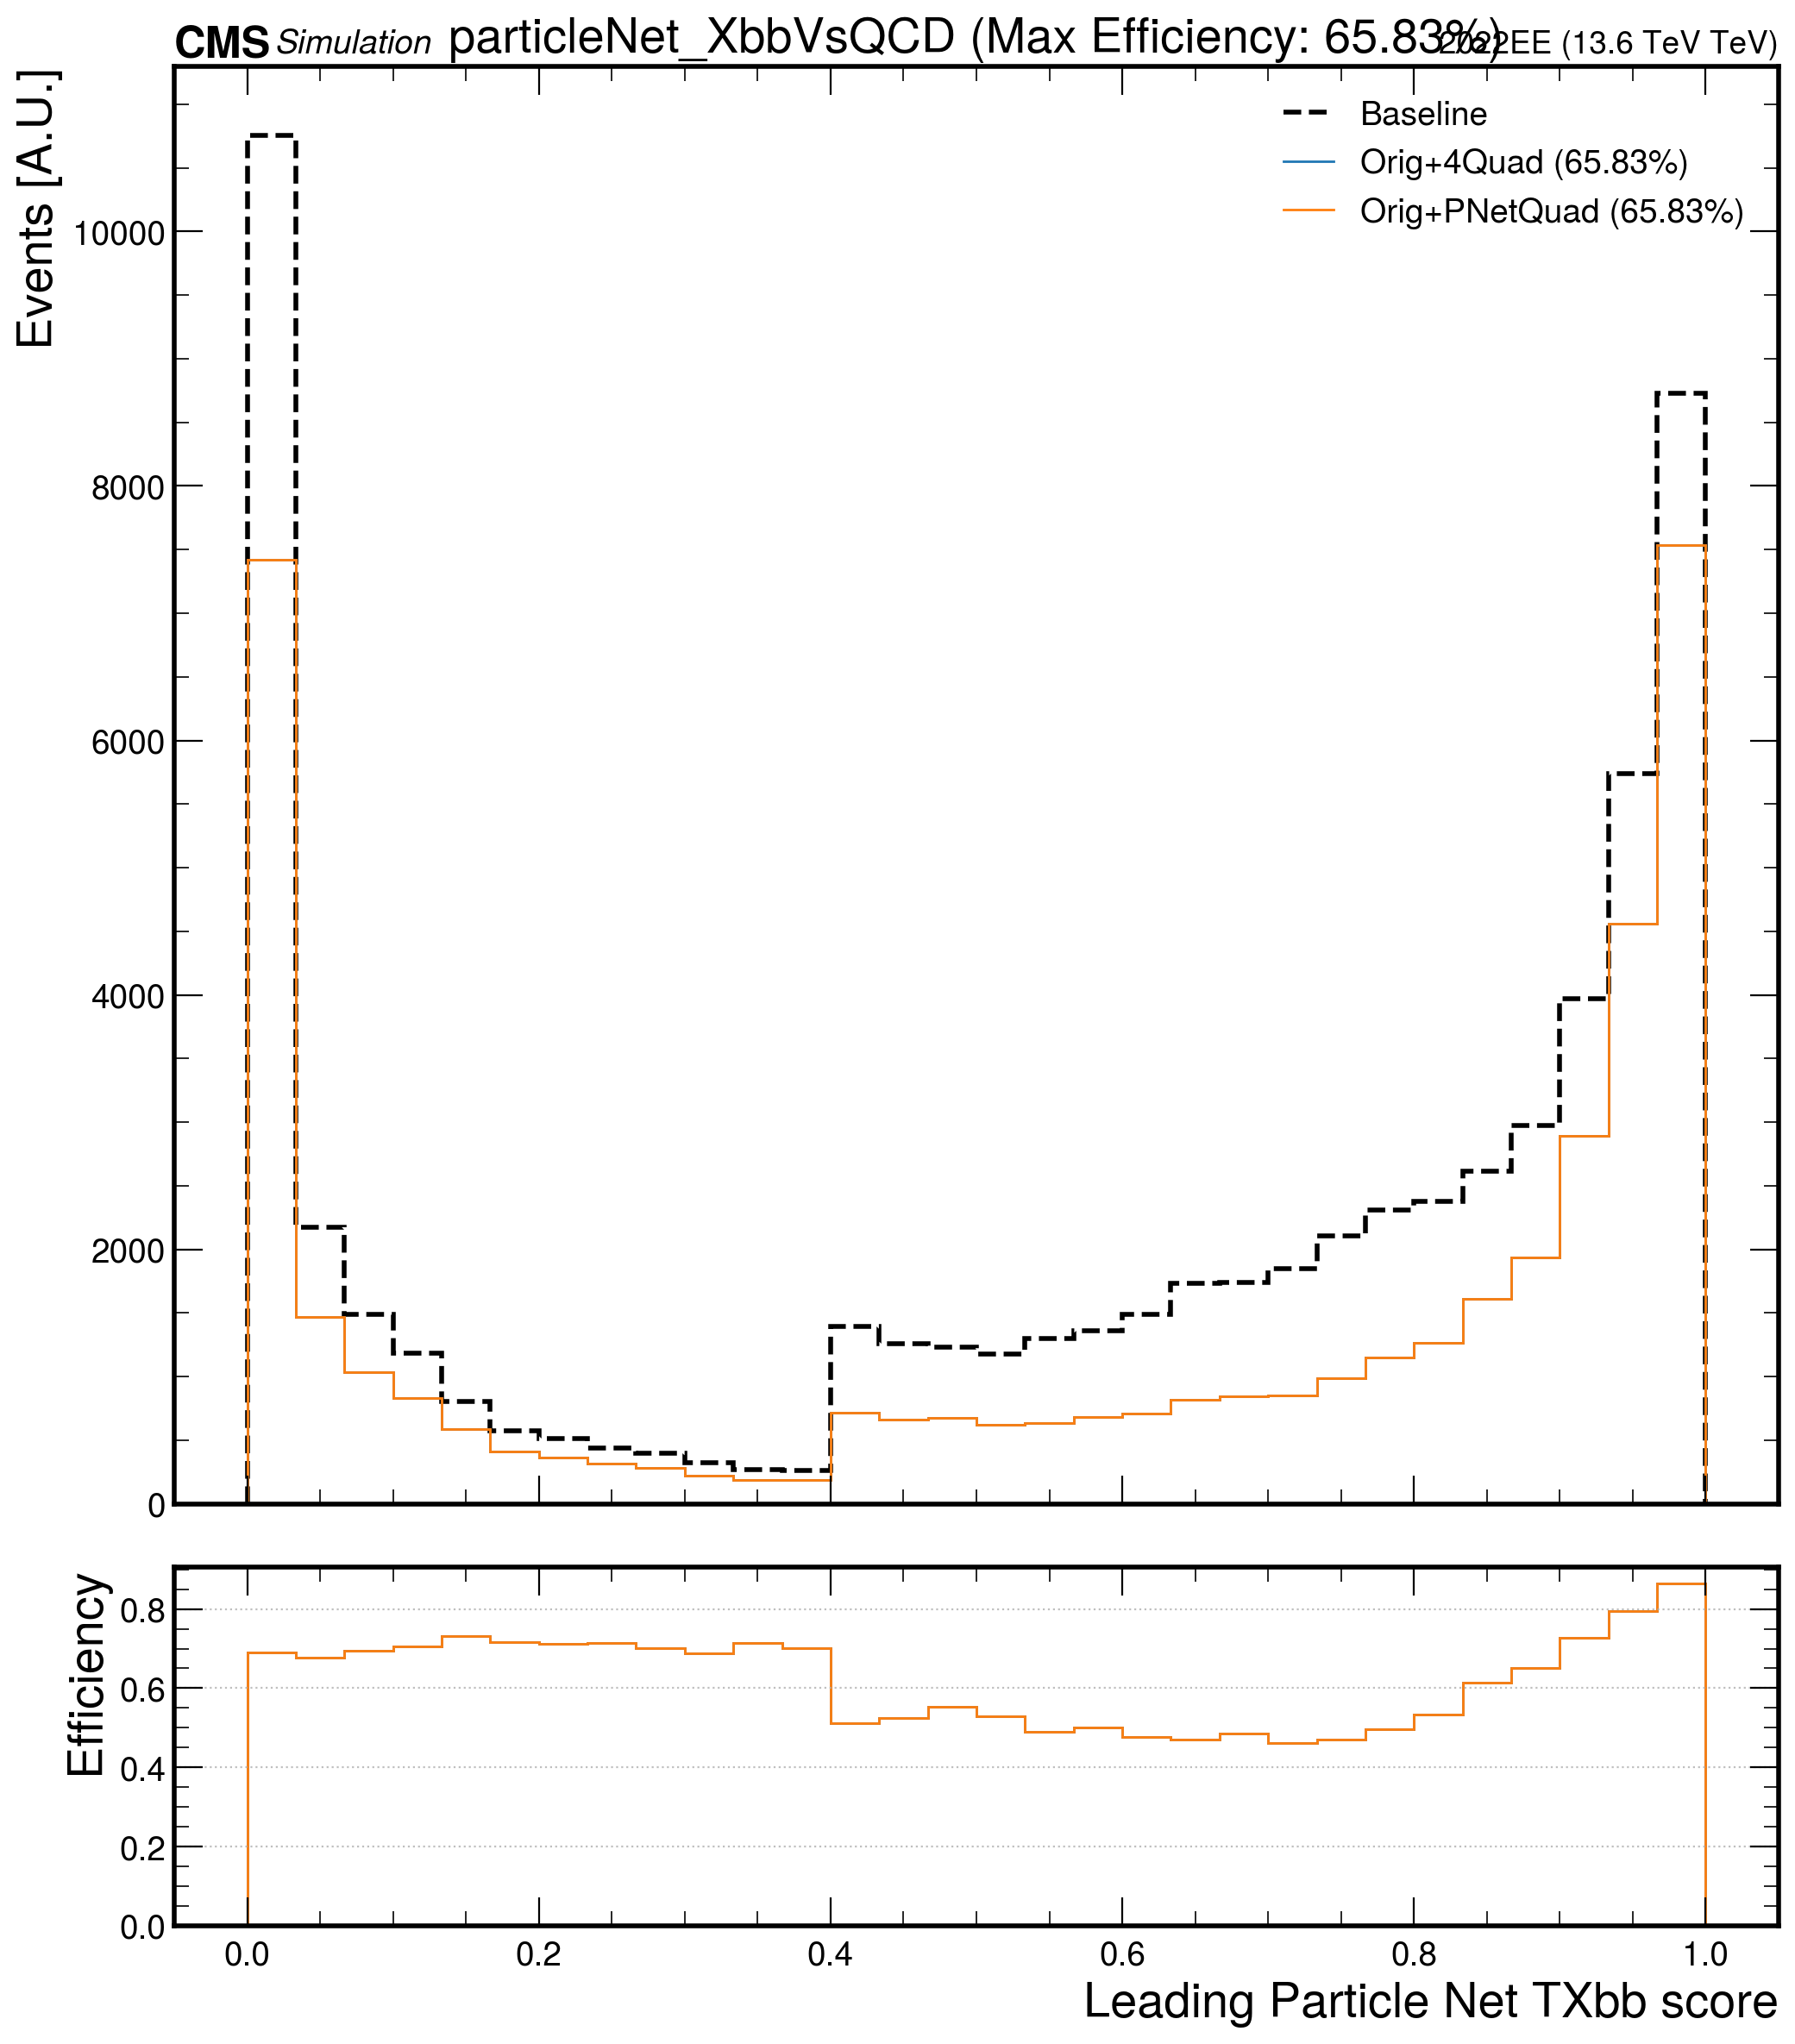 CMS Simulation particleNet_XbbVsQCD (Max Efficiency: 65.83%) 2022EE (13.6 TeV TeV)
Events [A.U.]
Baseline
Orig+4Quad (65.83%)
Orig+PNetQuad (65.83%)
10000
8000
6000
4000
2000
0
Efficiency
0.8
0.6
0.4
0.2
0.0
0.0 0.2 0.4 0.6 0.8 1.0
Leading Particle Net TXbb score